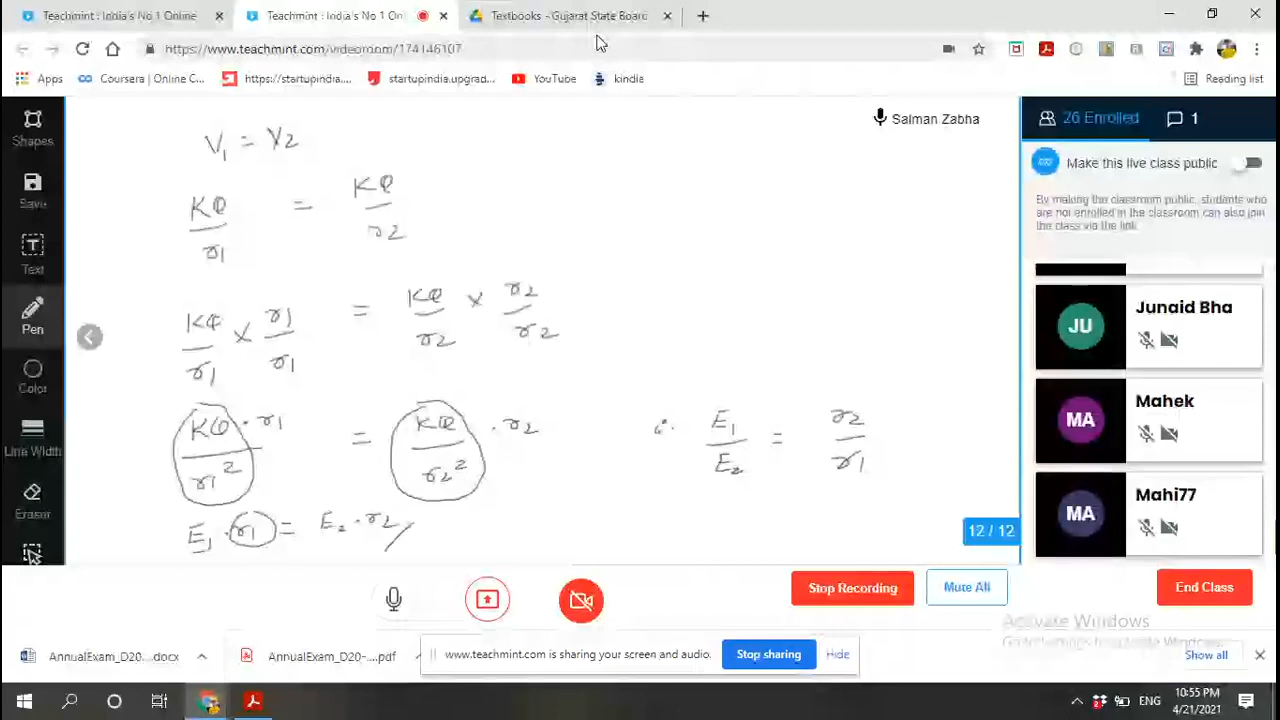 Teachmint : India's No 1 Online
Teachmint : India's No 1 On
Textbooks - Gujarat State Board
https://www.teachmint.com/videoroom/174146107
Apps
Coursera | Online C...
https://startupindia....
startupindia.upgrad...
YouTube
kindle
Reading list
Shapes
Save
Text
Pen
Color
Line Width
Eraser
V1 = V2
KQ/r1 = KQ/r2
KQ/r1 × r1/r1 = KQ/r2 × r2/r2
KQ/r1² · r1 = KQ/r2² · r2
∴ E1/E2 = r2/r1
E1 · r1 = E2 · r2
Salman Zabha
12 / 12
26 Enrolled
1
Make this live class public
By making the classroom public, students who
are not enrolled in the classroom can also join
the class via the link
JU
Junaid Bha
MA
Mahek
MA
Mahi77
Stop Recording
Mute All
End Class
Activate Windows
www.teachmint.com is sharing your screen and audio.
Stop sharing
Hide
AnnualExam_D20....docx
AnnualExam_D20-....pdf
Show all
ENG
10:55 PM
4/21/2021